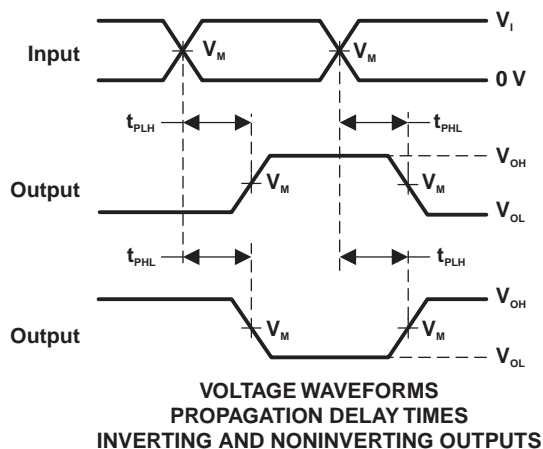 V_I
Input
V_M
V_M
0 V
t_PLH
t_PHL
V_OH
Output
V_M
V_M
V_OL
t_PHL
t_PLH
V_OH
Output
V_M
V_M
V_OL
VOLTAGE WAVEFORMS
PROPAGATION DELAY TIMES
INVERTING AND NONINVERTING OUTPUTS